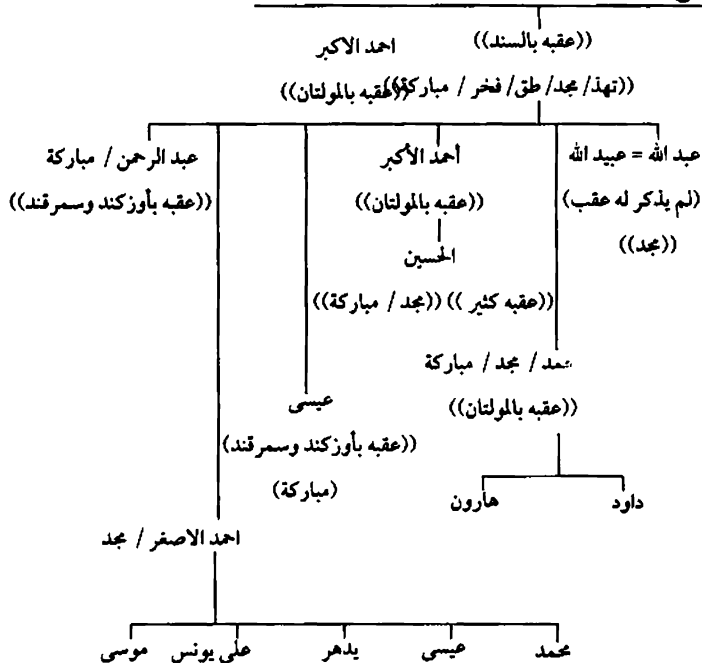 ((عقبه بالسند))
احمد الاكبر
((تهذ/ مجد/ طق/ فخر / مباركة))
((عقبه بالمولتان))
عبد الله = عبيد الله
أحمد الأكبر
عبد الرحمن / مباركة
(لم يذكر له عقب)
((عقبه بالمولتان))
((عقبه بأوزكند وسمرقند))
((مجد))
الحسين
((عقبه كثير )) ((مجد / مباركة))
/ مجد / مباركة
عيسى
((عقبه بالمولتان))
((عقبه بأوزكند وسمرقند)
(مباركة)
داود
هارون
احمد الاصغر / مجد
محمد
عيسى
يذهر
علي يونس
موسى